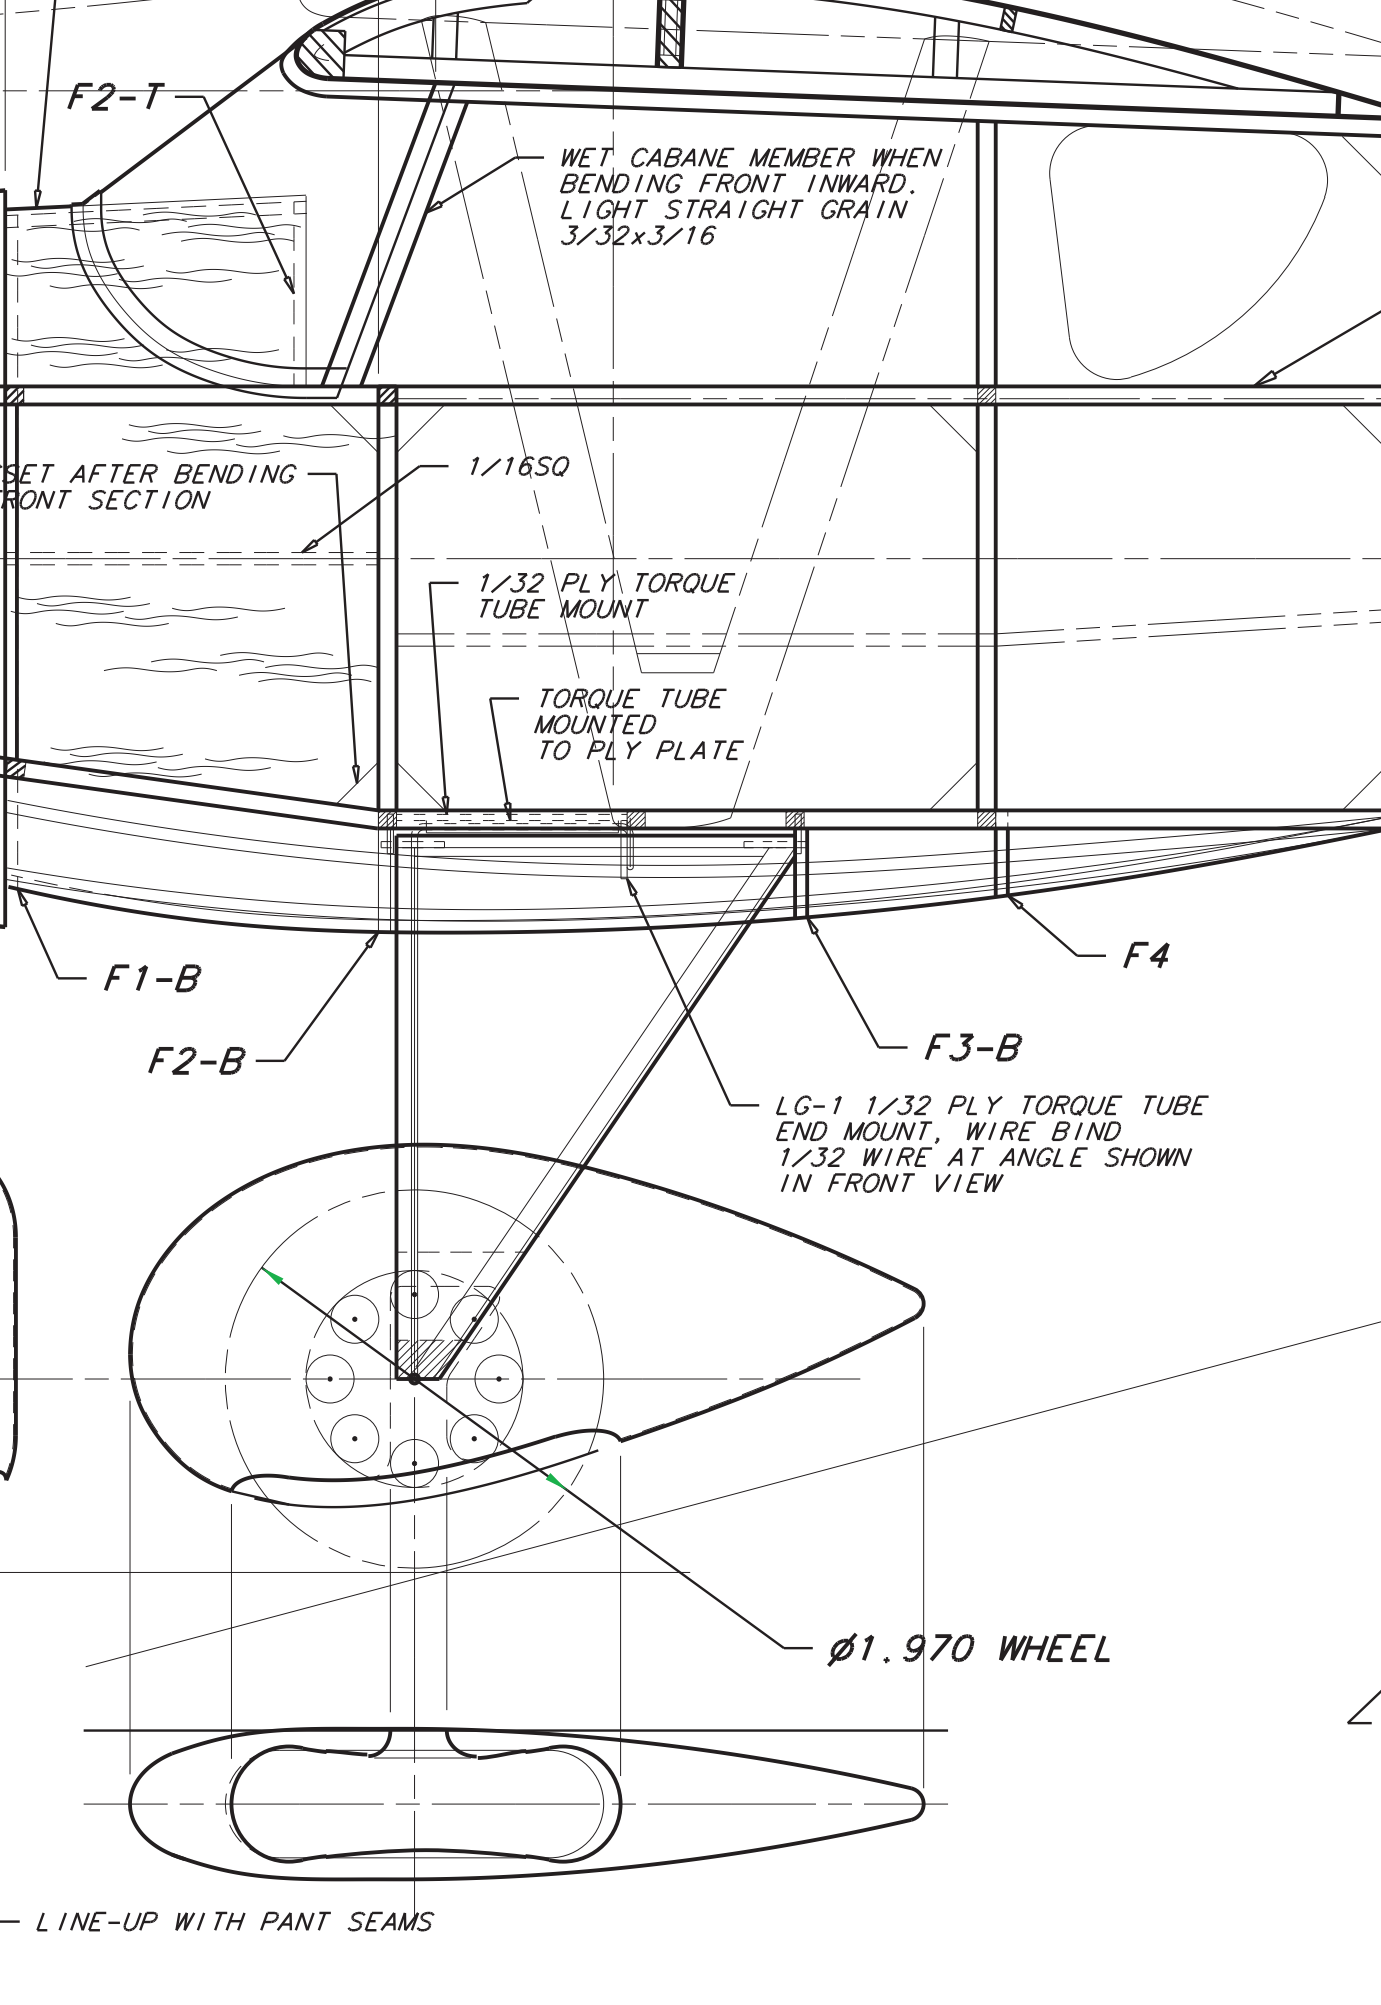 F2-T
WET CABANE MEMBER WHEN
BENDING FRONT INWARD.
LIGHT STRAIGHT GRAIN
3/32x3/16
SET AFTER BENDING
RONT SECTION
1/16SQ
1/32 PLY TORQUE
TUBE MOUNT
TORQUE TUBE
MOUNTED
TO PLY PLATE
F1-B
F4
F2-B
F3-B
LG-1 1/32 PLY TORQUE TUBE
END MOUNT, WIRE BIND
1/32 WIRE AT ANGLE SHOWN
IN FRONT VIEW
Ø1.970 WHEEL
LINE-UP WITH PANT SEAMS